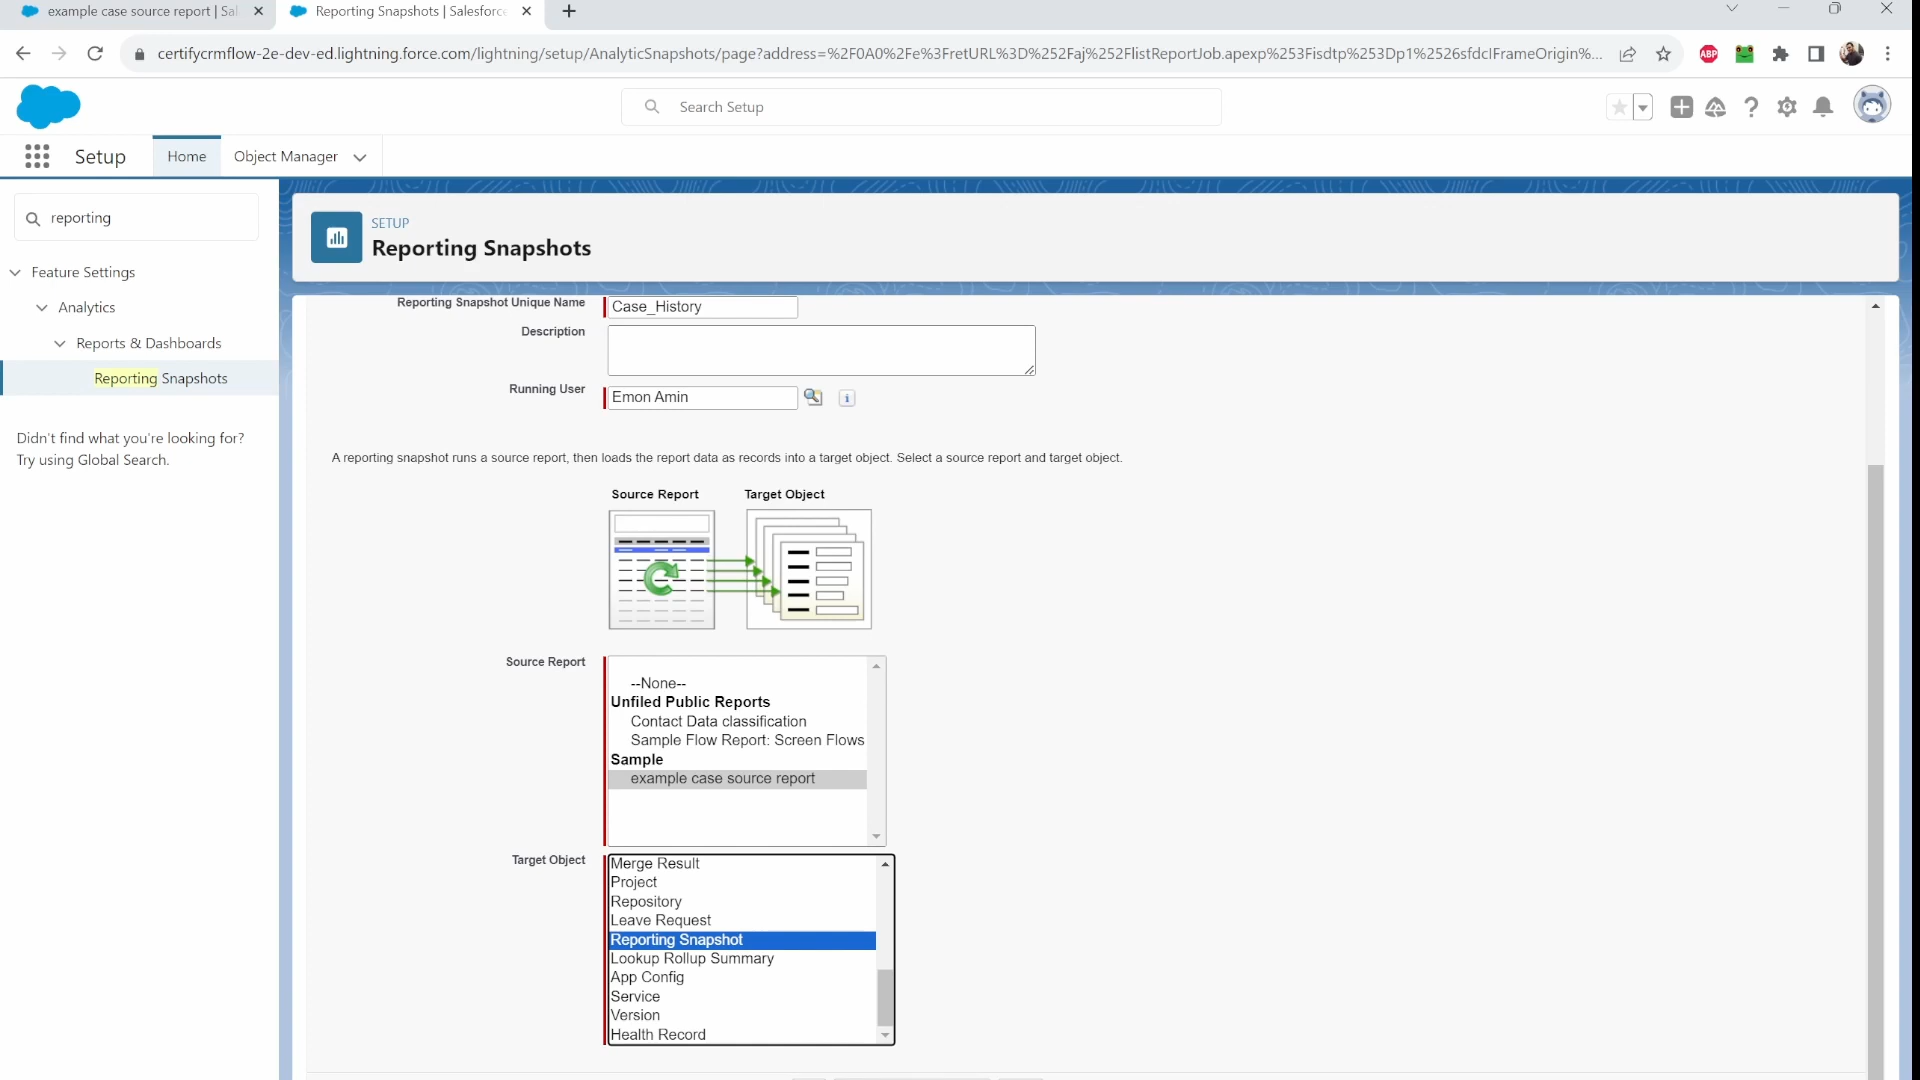 example case source report | Sal
Reporting Snapshots | Salesforce
certifycrmflow-2e-dev-ed.lightning.force.com/lightning/setup/AnalyticSnapshots/page?address=%2F0A0%2Fe%3FretURL%3D%252Faj%252FlistReportJob.apexp%253Fisdtp%253Dp1%2526sfdcIFrameOrigin%...
ABP
Search Setup
Setup
Home
Object Manager
reporting
Feature Settings
Analytics
Reports & Dashboards
Reporting Snapshots
Didn't find what you're looking for?
Try using Global Search.
SETUP
Reporting Snapshots
Reporting Snapshot Unique Name
Case_History
Description
Running User
Emon Amin
A reporting snapshot runs a source report, then loads the report data as records into a target object. Select a source report and target object.
Source Report
Target Object
Source Report
--None--
Unfiled Public Reports
Contact Data classification
Sample Flow Report: Screen Flows
Sample
example case source report
Target Object
Merge Result
Project
Repository
Leave Request
Reporting Snapshot
Lookup Rollup Summary
App Config
Service
Version
Health Record